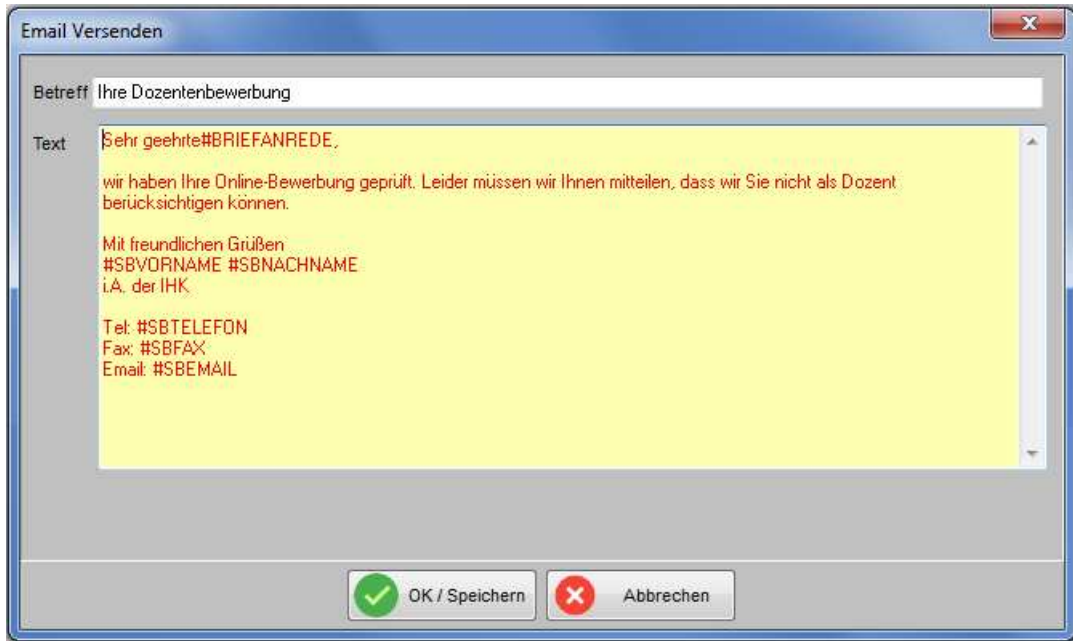 Email Versenden
Betreff Ihre Dozentenbewerbung
Text
Sehr geehrte#BRIEFANREDE,
wir haben Ihre Online-Bewerbung geprüft. Leider müssen wir Ihnen mitteilen, dass wir Sie nicht als Dozent
berücksichtigen können.
Mit freundlichen Grüßen
#SBVORNAME #SBNACHNAME
i.A. der IHK
Tel: #SBTELEFON
Fax: #SBFAX
Email: #SBEMAIL
OK / Speichern
Abbrechen